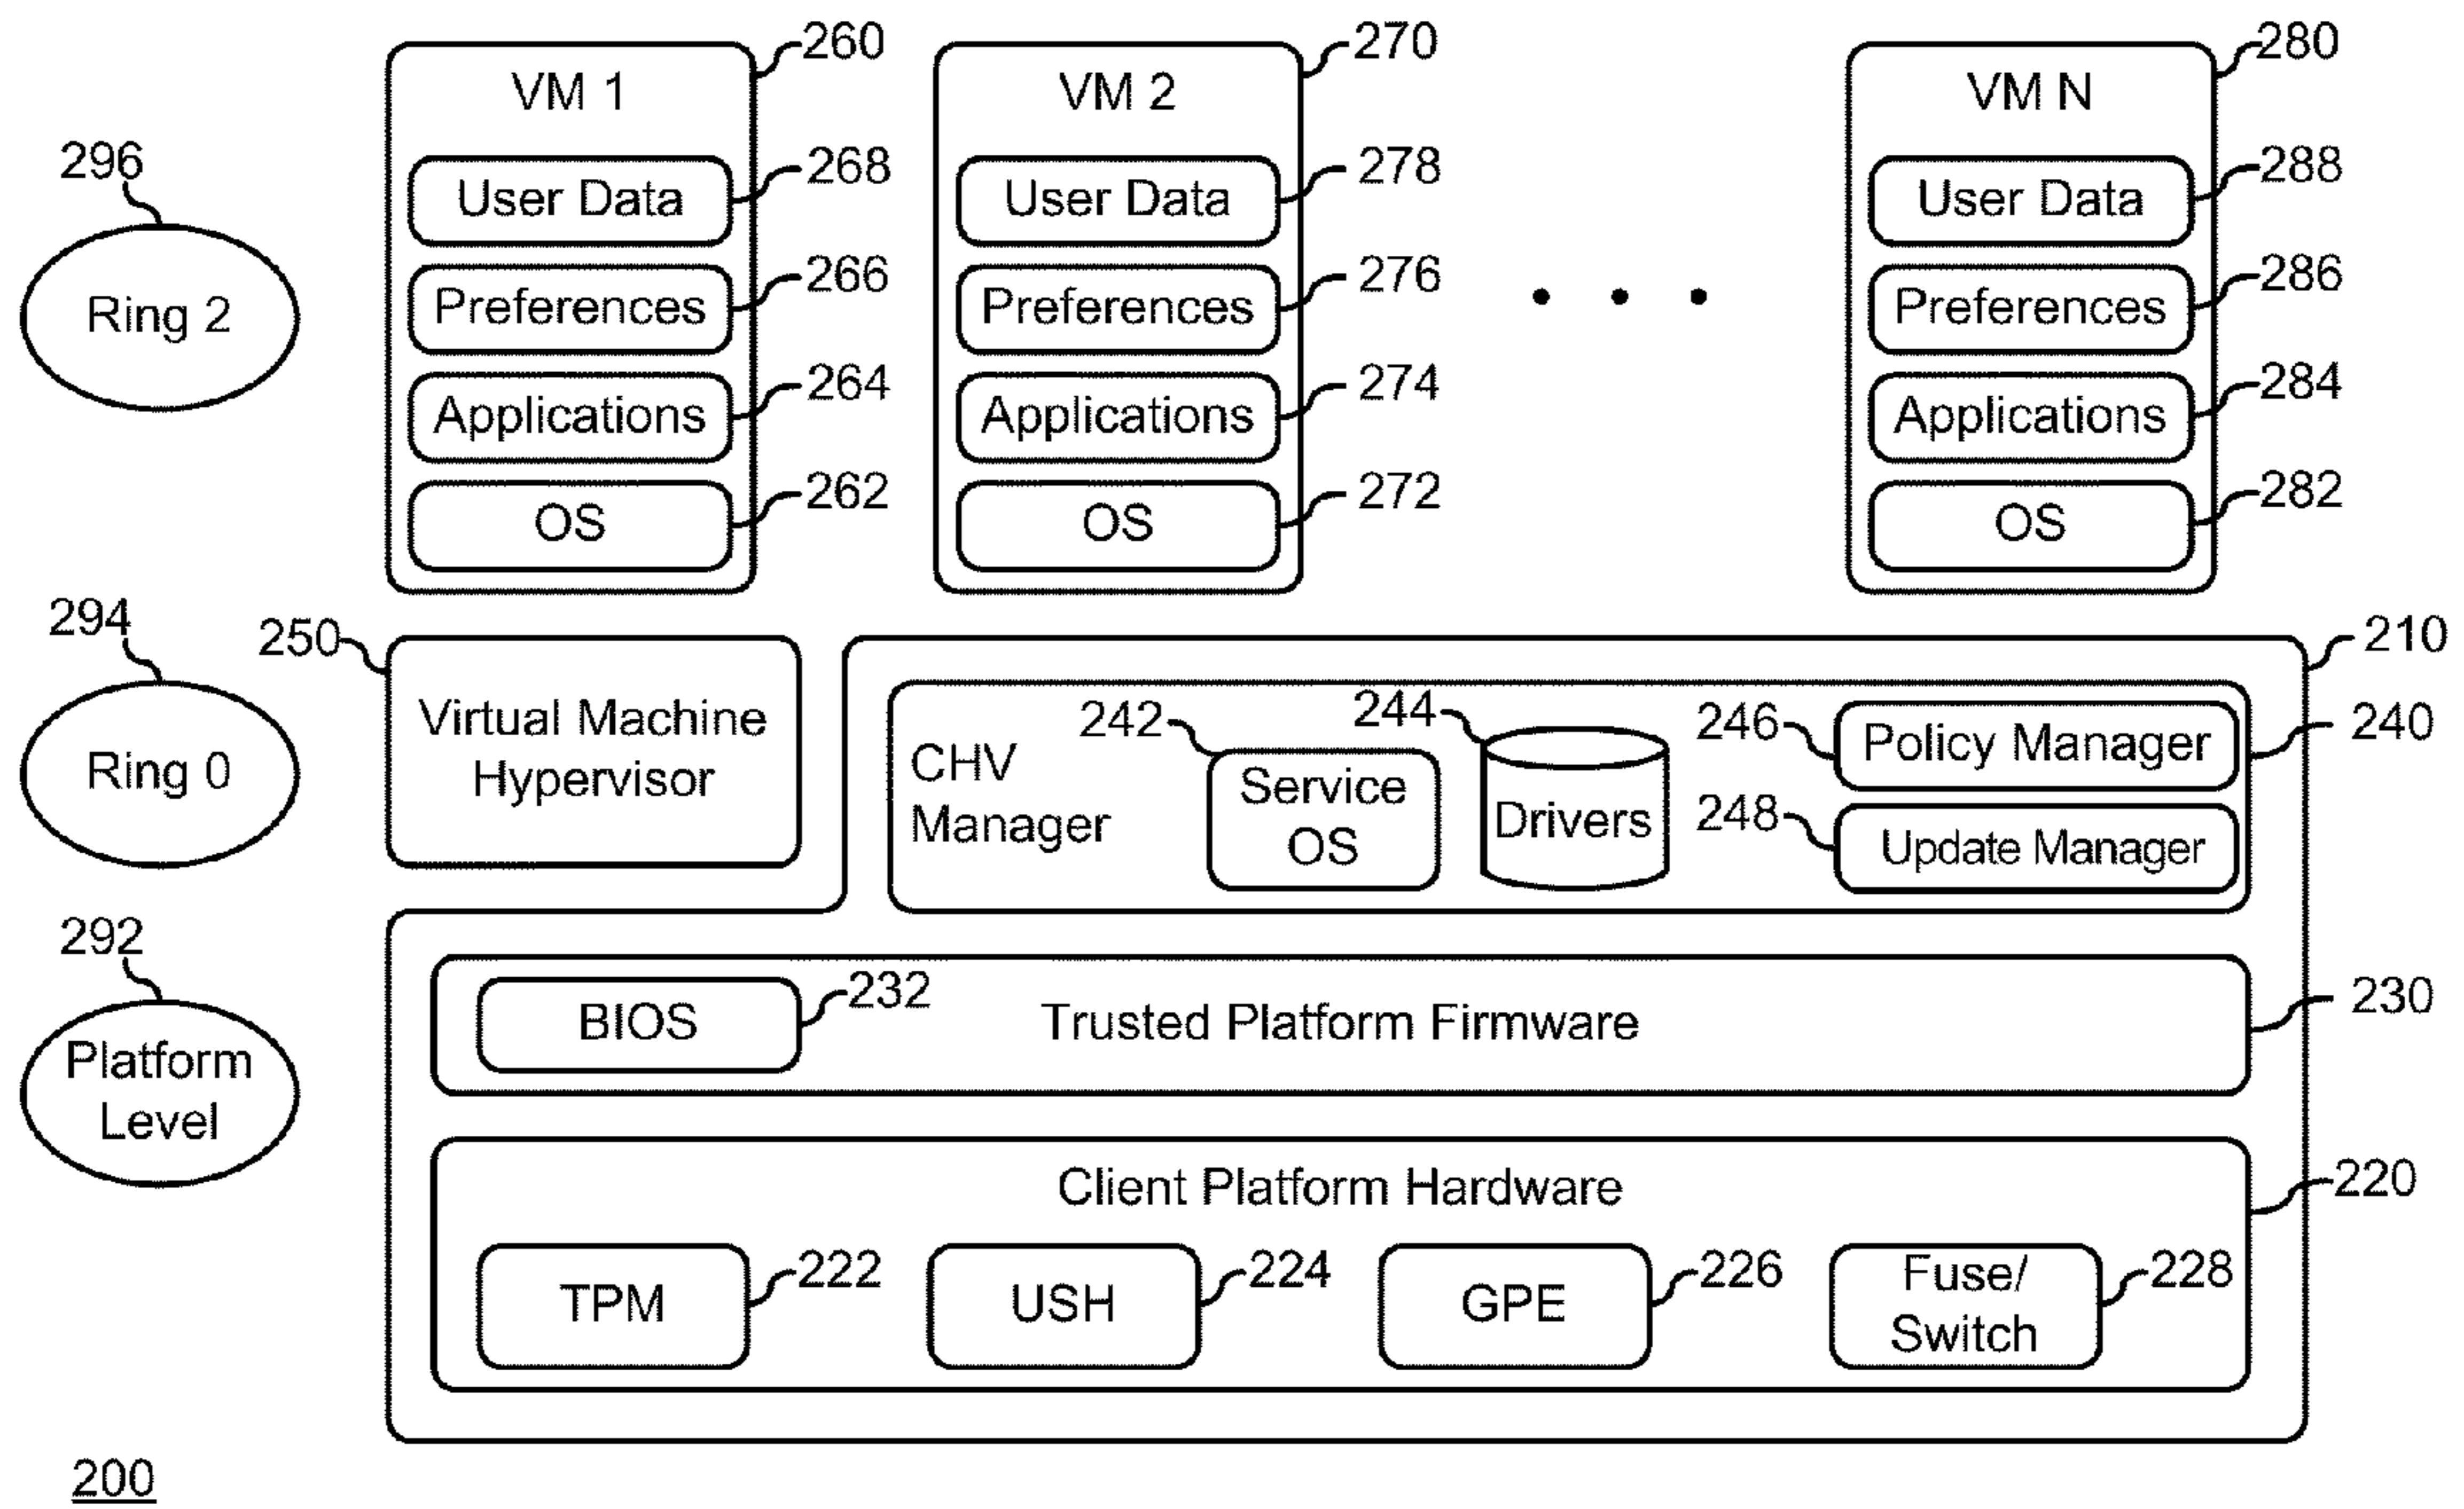 260
270
280
VM 1
VM 2
VM N
296
268
278
288
User Data
User Data
User Data
266
276
286
Ring 2
Preferences
Preferences
Preferences
264
274
284
Applications
Applications
Applications
262
272
282
OS
OS
OS
294
250
210
Virtual Machine
Hypervisor
Ring 0
CHV
Manager
242
Service
OS
244
Drivers
246
Policy Manager
240
248
Update Manager
292
BIOS
232
Trusted Platform Firmware
230
Platform
Level
Client Platform Hardware
220
TPM
222
USH
224
GPE
226
Fuse/
Switch
228
200